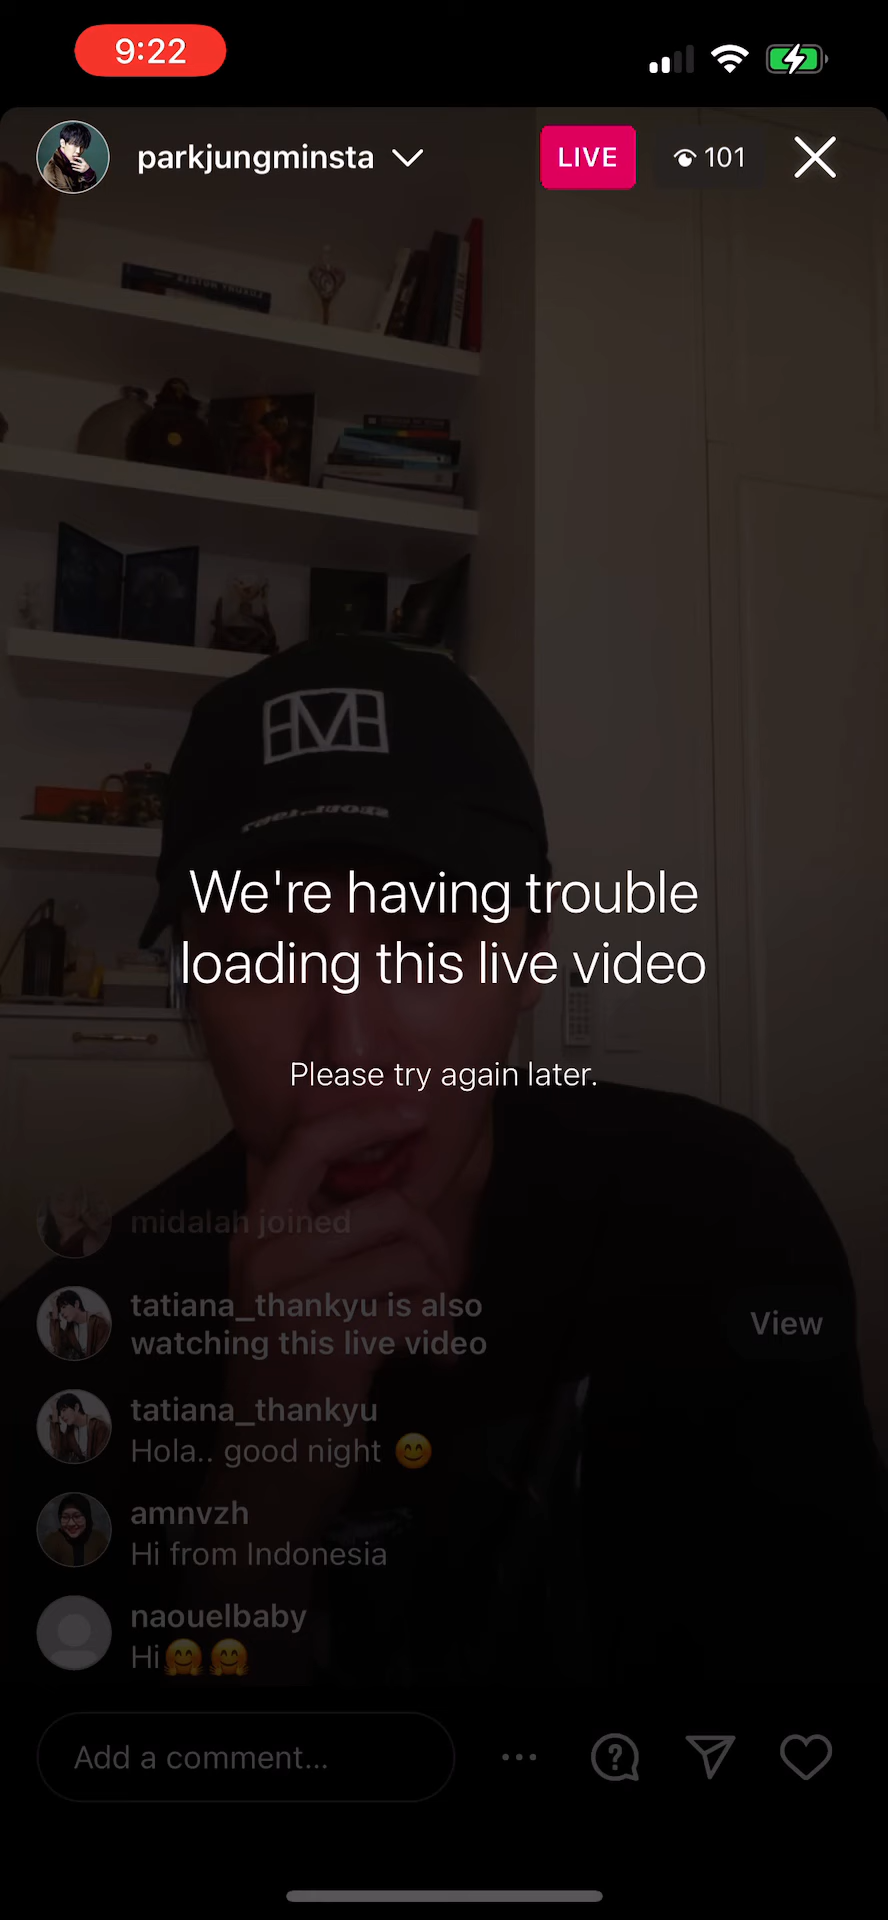 9:22
parkjungminsta
LIVE
101
We're having trouble
loading this live video
Please try again later.
midalah joined
tatiana_thankyu is also
watching this live video
View
tatiana_thankyu
Hola.. good night 😊
amnvzh
Hi from Indonesia
naouelbaby
Hi🤗🤗
Add a comment...